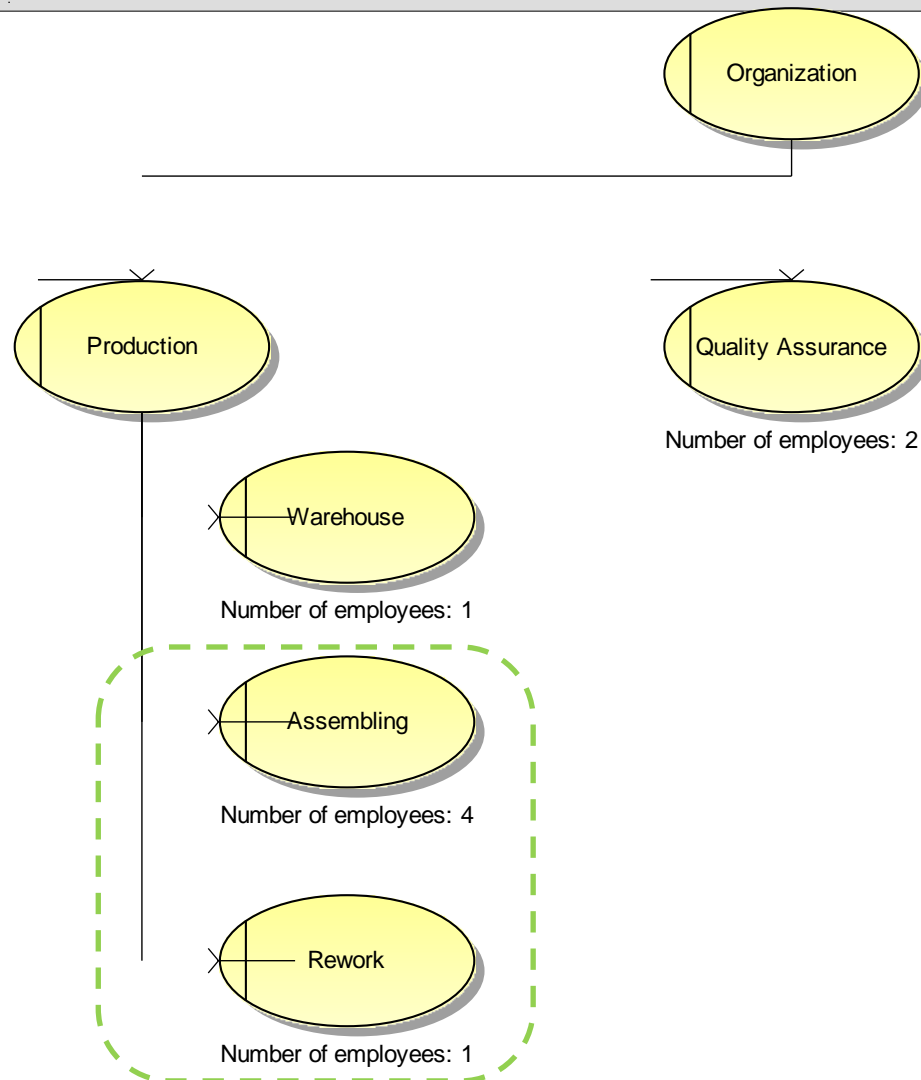 Organization
Production
Quality Assurance
Number of employees: 2
Warehouse
Number of employees: 1
Assembling
Number of employees: 4
Rework
Number of employees: 1